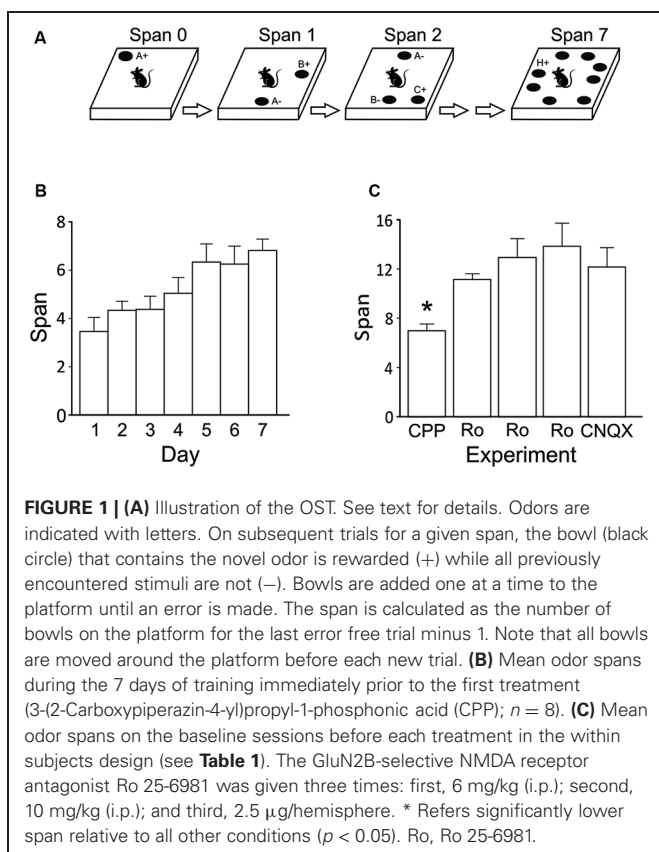 A
Span 0 Span 1 Span 2 Span 7
A+ B+ A- A- B- C+ H+
B
8
6
4
2
0
Span
1 2 3 4 5 6 7
Day
C
16
12
8
4
0
Span
*
CPP Ro Ro Ro CNQX
Experiment
FIGURE 1 | (A) Illustration of the OST. See text for details. Odors are
indicated with letters. On subsequent trials for a given span, the bowl (black
circle) that contains the novel odor is rewarded (+) while all previously
encountered stimuli are not (−). Bowls are added one at a time to the
platform until an error is made. The span is calculated as the number of
bowls on the platform for the last error free trial minus 1. Note that all bowls
are moved around the platform before each new trial. (B) Mean odor spans
during the 7 days of training immediately prior to the first treatment
(3-(2-Carboxypiperazin-4-yl)propyl-1-phosphonic acid (CPP); n = 8). (C) Mean
odor spans on the baseline sessions before each treatment in the within
subjects design (see Table 1). The GluN2B-selective NMDA receptor
antagonist Ro 25-6981 was given three times: first, 6 mg/kg (i.p.); second,
10 mg/kg (i.p.); and third, 2.5 μg/hemisphere. * Refers significantly lower
span relative to all other conditions (p < 0.05). Ro, Ro 25-6981.